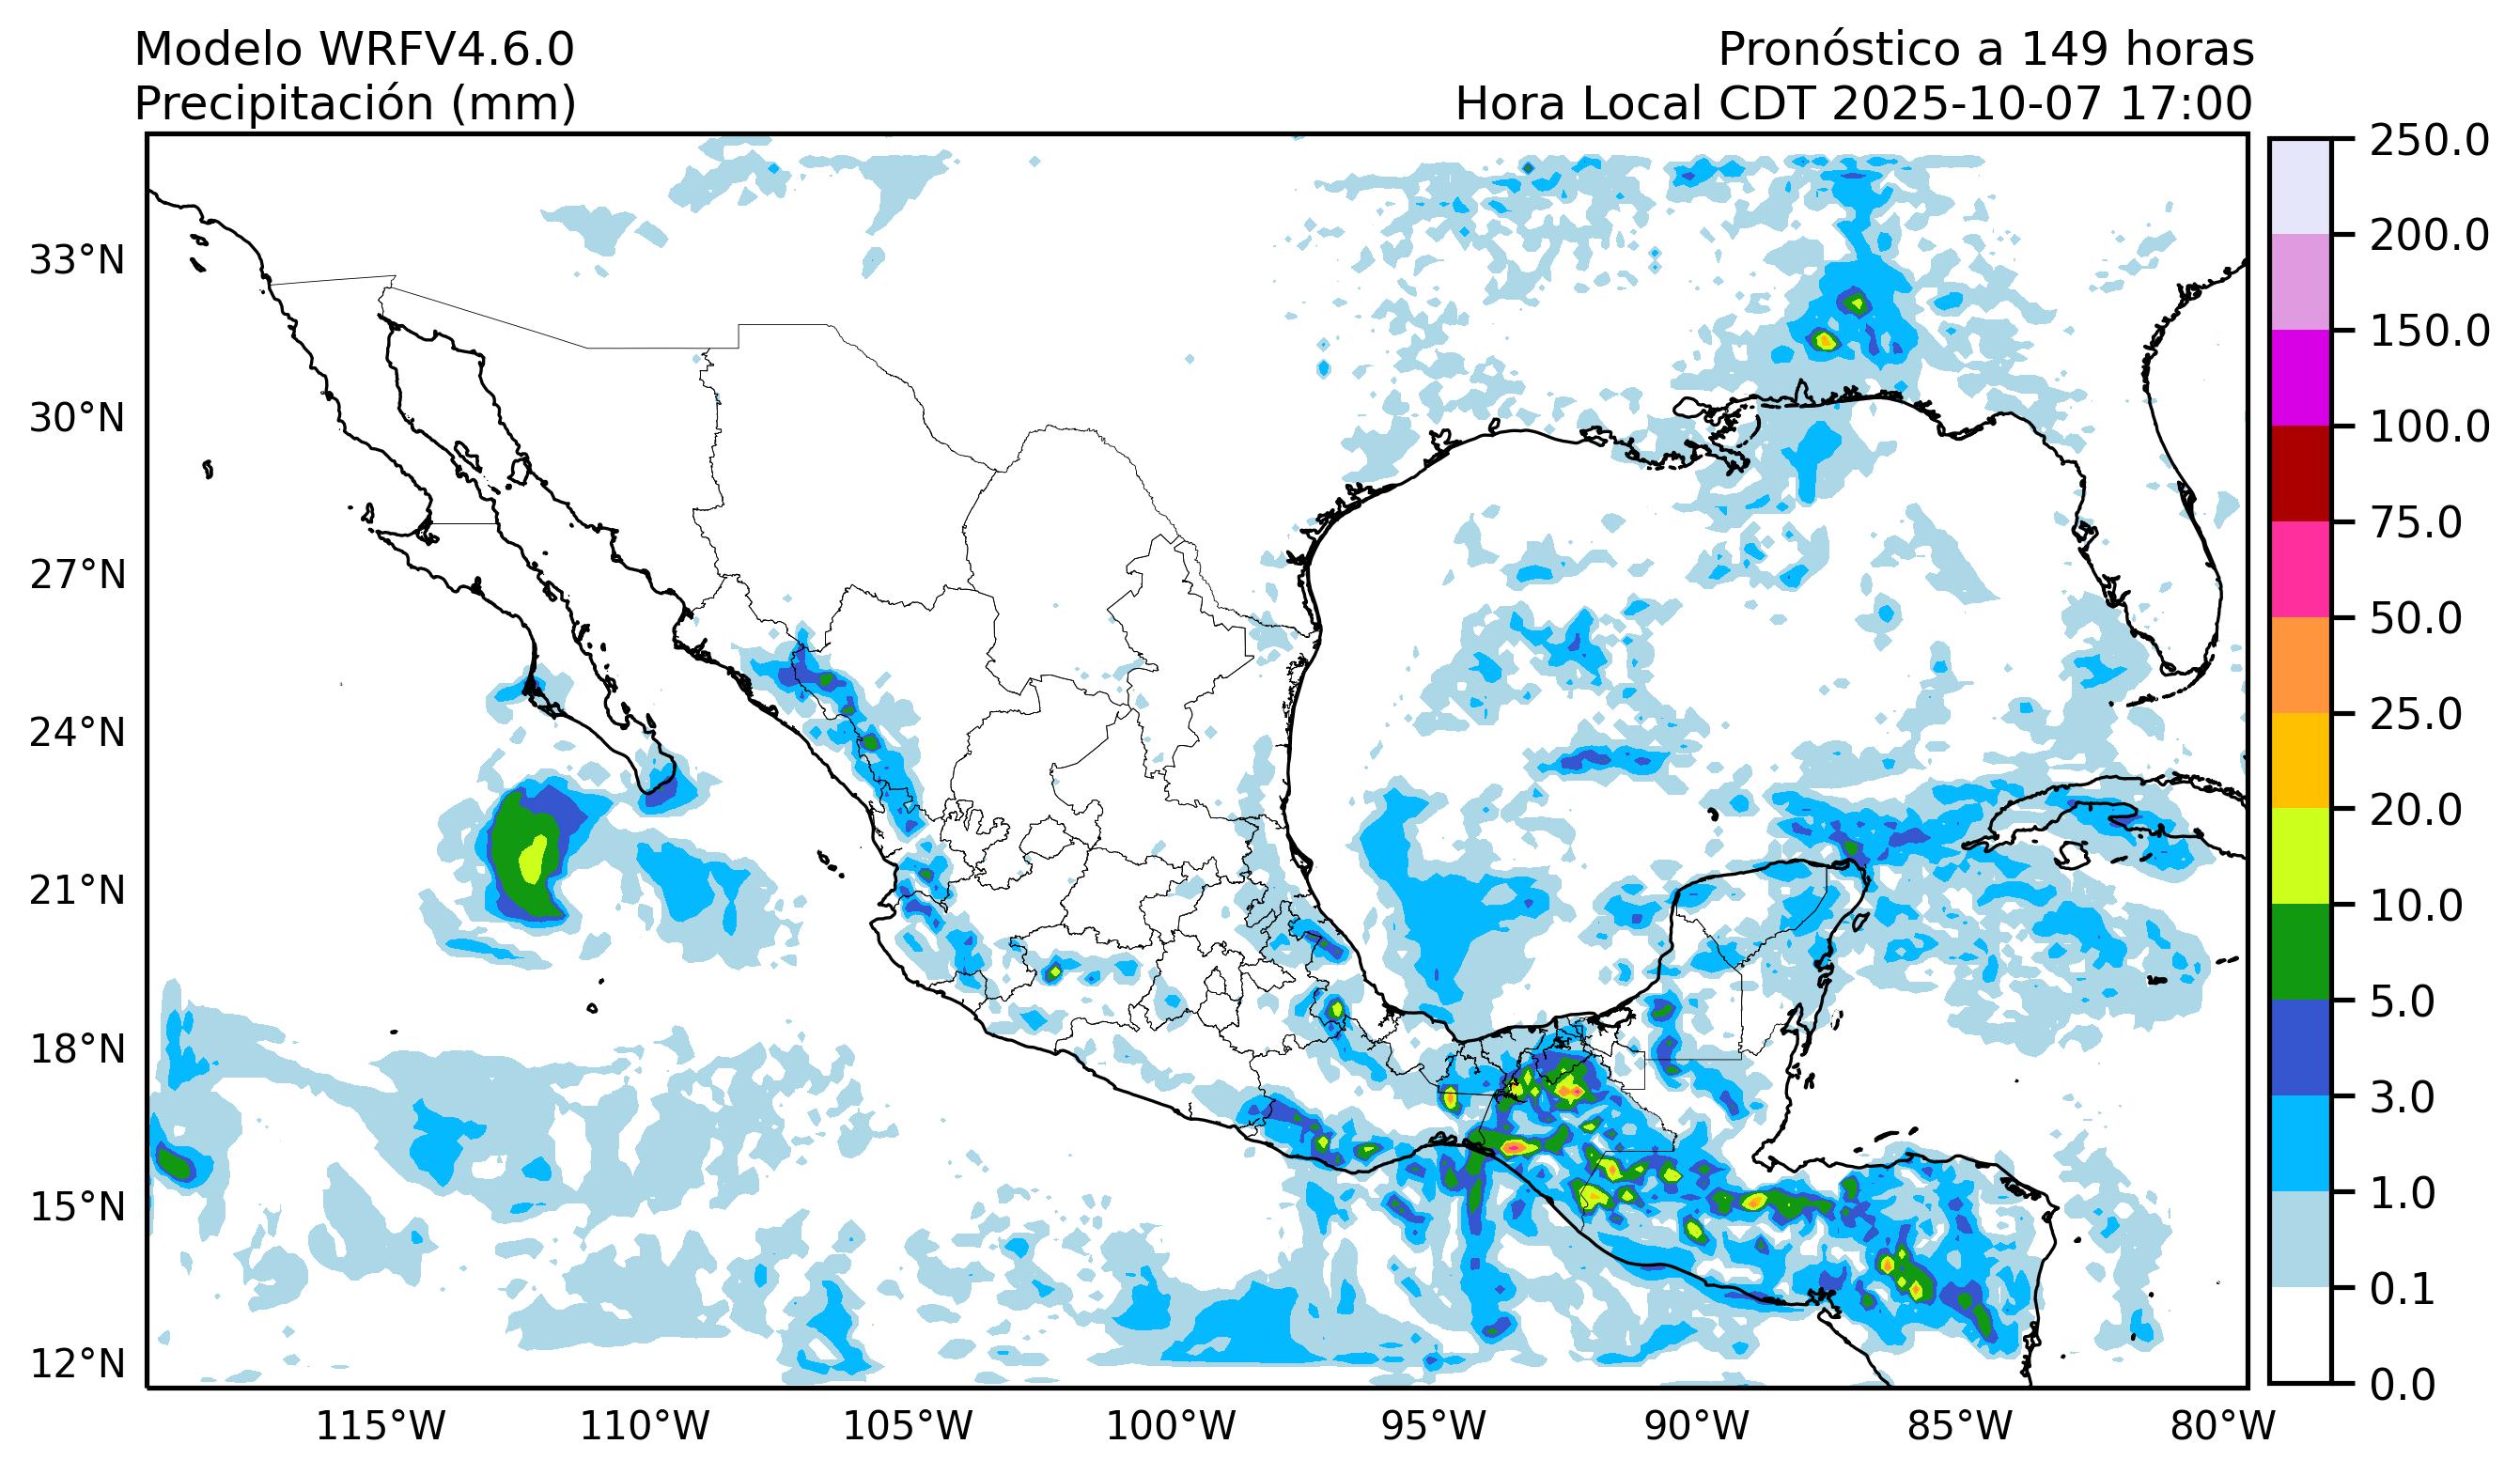 Modelo WRFV4.6.0
Precipitación (mm)
Pronóstico a 149 horas
Hora Local CDT 2025-10-07 17:00
33°N
30°N
27°N
24°N
21°N
18°N
15°N
12°N
115°W
110°W
105°W
100°W
95°W
90°W
85°W
80°W
250.0
200.0
150.0
100.0
75.0
50.0
25.0
20.0
10.0
5.0
3.0
1.0
0.1
0.0